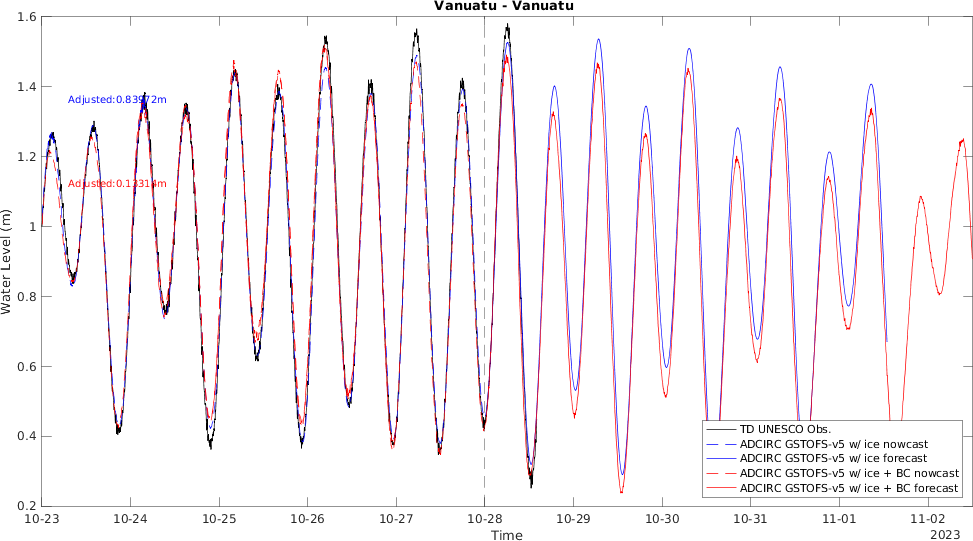 Vanuatu - Vanuatu
1.6
1.4
1.2
1
0.8
0.6
0.4
0.2
Water Level (m)
Adjusted:0.83972m
Adjusted:0.17314m
TD UNESCO Obs.
ADCIRC GSTOFS-v5 w/ ice nowcast
ADCIRC GSTOFS-v5 w/ ice forecast
ADCIRC GSTOFS-v5 w/ ice + BC nowcast
ADCIRC GSTOFS-v5 w/ ice + BC forecast
10-23 10-24 10-25 10-26 10-27 10-28 10-29 10-30 10-31 11-01 11-02
Time
2023